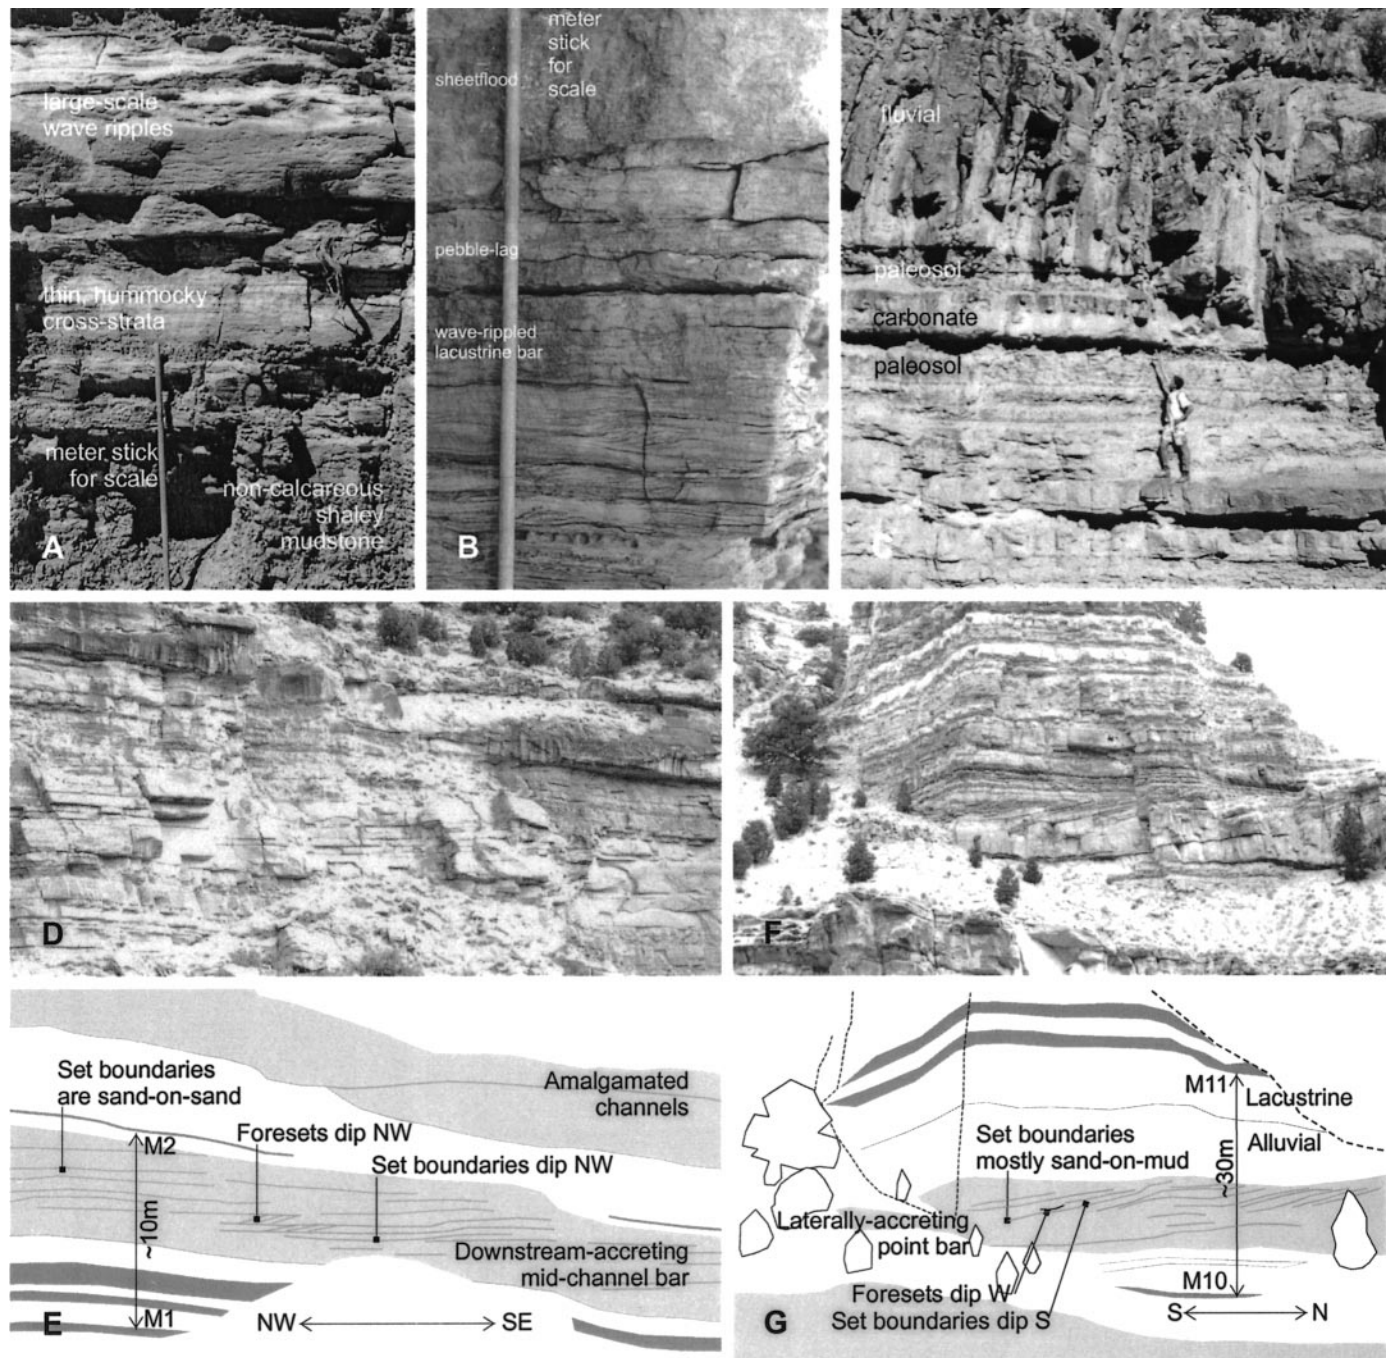 large-scale
wave ripples
thin, hummocky
cross-strata
meter stick
for scale
non-calcareous
shaley
mudstone
A
meter
stick
for
scale
sheetflood
pebble-lag
wave-rippled
lacustrine bar
B
fluvial
paleosol
carbonate
paleosol
C
D
F
Set boundaries
are sand-on-sand
Amalgamated
channels
M2
Foresets dip NW
Set boundaries dip NW
~10m
Downstream-accreting
mid-channel bar
M1
E
NW
SE
M11
Lacustrine
Alluvial
Set boundaries
mostly sand-on-mud
~30m
Laterally-accreting
point bar
M10
Foresets dip W
Set boundaries dip S
G
S
N